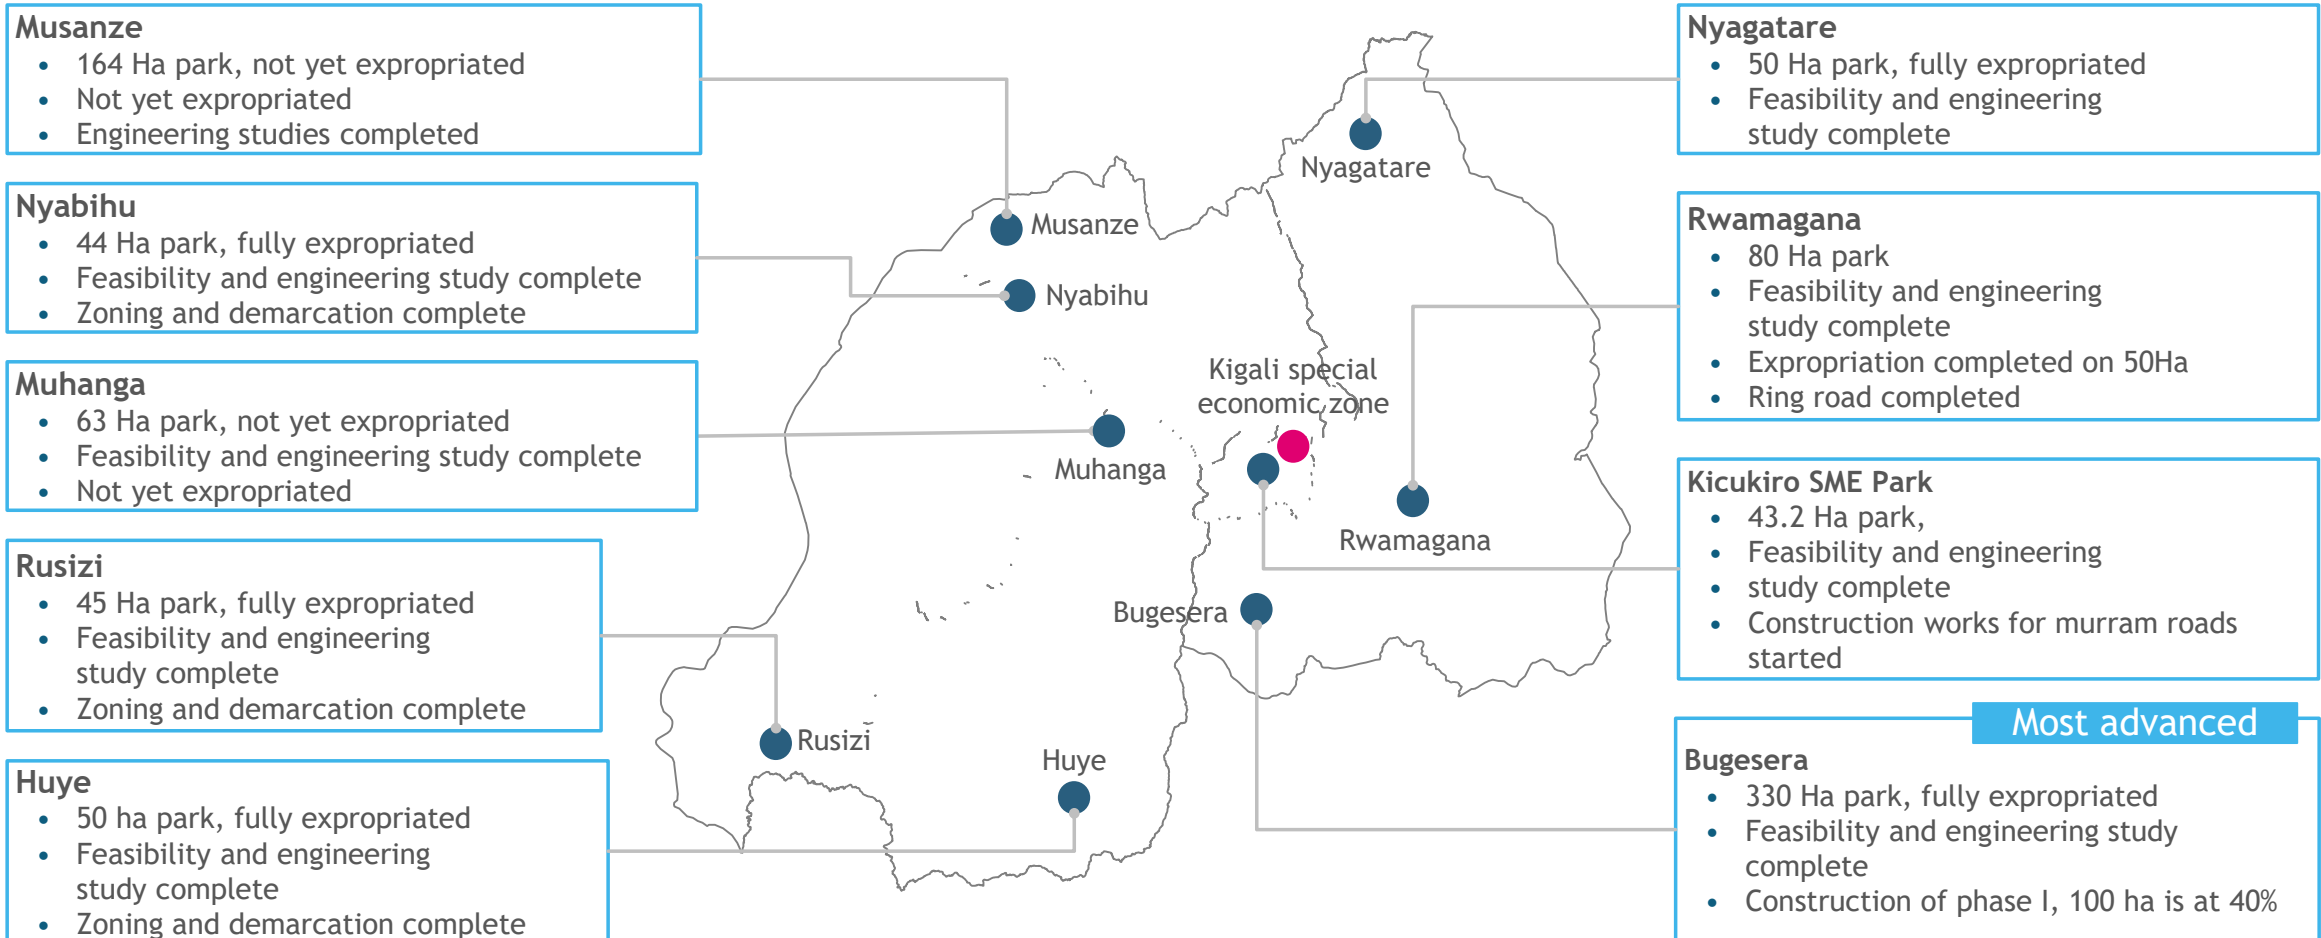 Musanze
• 164 Ha park, not yet expropriated
• Not yet expropriated
• Engineering studies completed
Nyabihu
• 44 Ha park, fully expropriated
• Feasibility and engineering study complete
• Zoning and demarcation complete
Muhanga
• 63 Ha park, not yet expropriated
• Feasibility and engineering study complete
• Not yet expropriated
Rusizi
• 45 Ha park, fully expropriated
• Feasibility and engineering
study complete
• Zoning and demarcation complete
Huye
• 50 ha park, fully expropriated
• Feasibility and engineering
study complete
• Zoning and demarcation complete
Nyagatare
Musanze
Nyabihu
Kigali special
economic zone
Muhanga
Rwamagana
Bugesera
Rusizi
Huye
Nyagatare
• 50 Ha park, fully expropriated
• Feasibility and engineering
study complete
Rwamagana
• 80 Ha park
• Feasibility and engineering
study complete
• Expropriation completed on 50Ha
• Ring road completed
Kicukiro SME Park
• 43.2 Ha park,
• Feasibility and engineering
• study complete
• Construction works for murram roads
started
Most advanced
Bugesera
• 330 Ha park, fully expropriated
• Feasibility and engineering study
complete
• Construction of phase I, 100 ha is at 40%